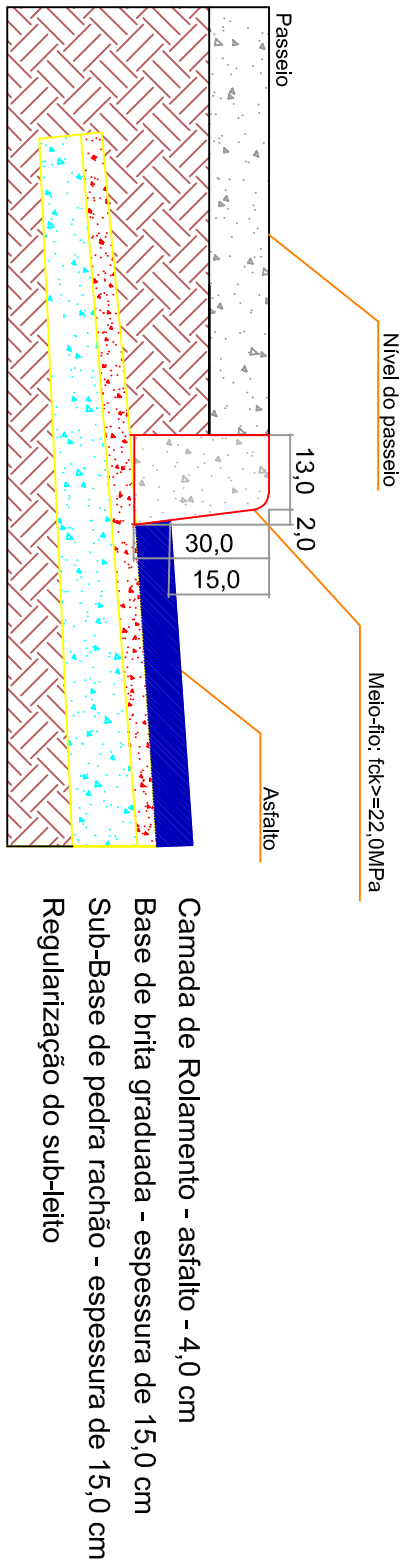 Passeio
Nível do passeio
13,0
2,0
30,0
15,0
Meio-fio: fck>=22,0MPa
Asfalto
Camada de Rolamento - asfalto - 4,0 cm
Base de brita graduada - espessura de 15,0 cm
Sub-Base de pedra rachão - espessura de 15,0 cm
Regularização do sub-leito